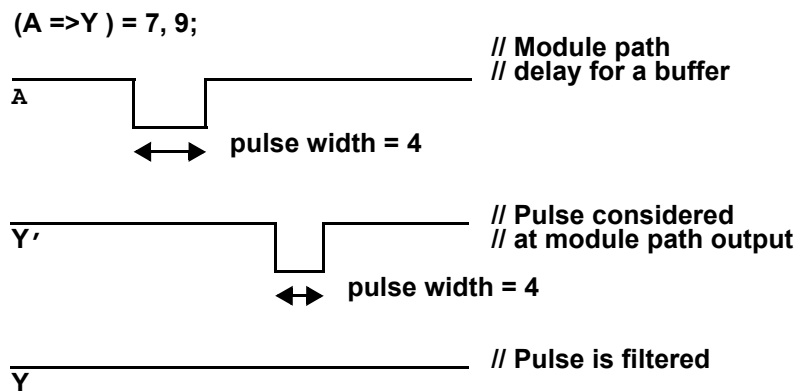 (A =>Y ) = 7, 9;
// Module path
// delay for a buffer
A
pulse width = 4
// Pulse considered
// at module path output
Y′
pulse width = 4
// Pulse is filtered
Y